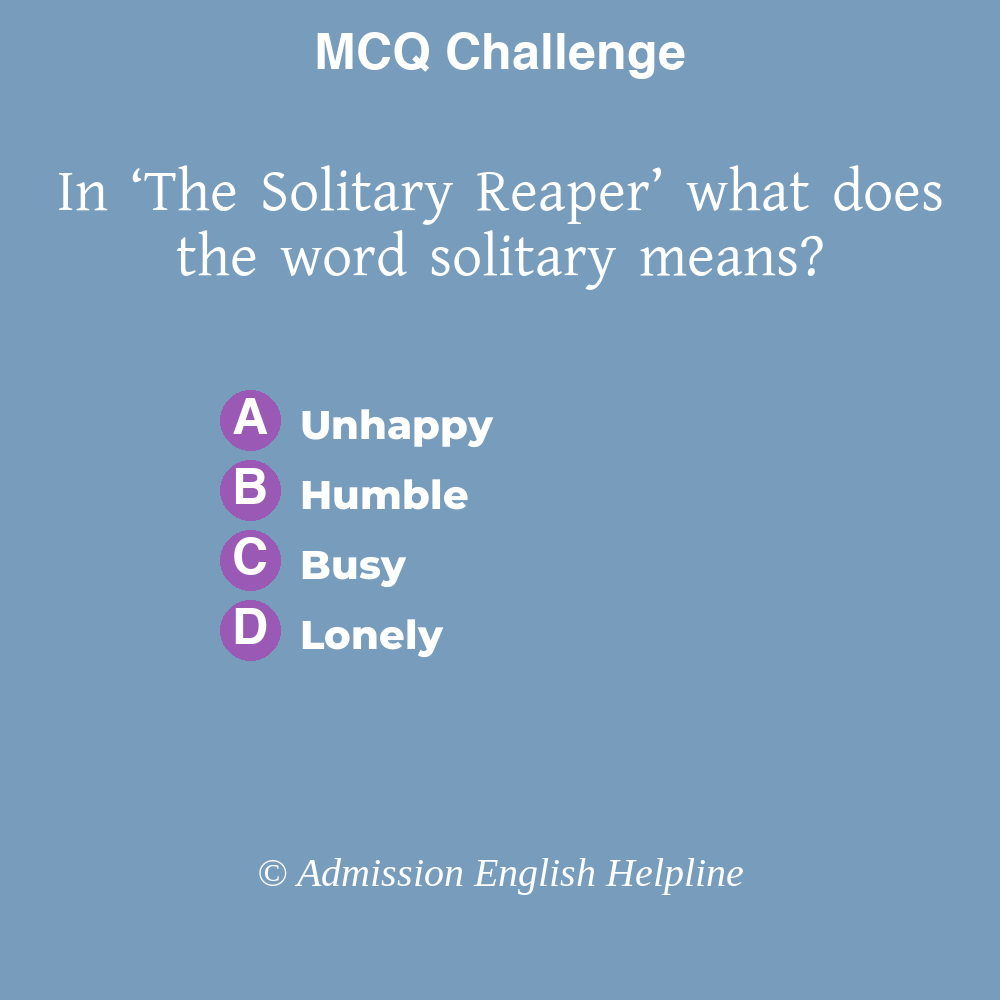 MCQ Challenge
In ‘The Solitary Reaper’ what does
the word solitary means?
A Unhappy
B Humble
C Busy
D Lonely
© Admission English Helpline